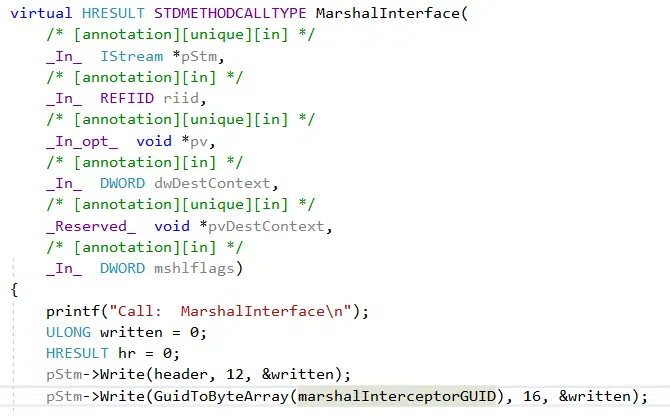 virtual HRESULT STDMETHODCALLTYPE MarshalInterface(
/* [annotation][unique][in] */
_In_ IStream *pStm,
/* [annotation][in] */
_In_ REFIID riid,
/* [annotation][unique][in] */
_In_opt_ void *pv,
/* [annotation][in] */
_In_ DWORD dwDestContext,
/* [annotation][unique][in] */
_Reserved_ void *pvDestContext,
/* [annotation][in] */
_In_ DWORD mshlflags)
{
printf("Call:  MarshalInterface\n");
ULONG written = 0;
HRESULT hr = 0;
pStm->Write(header, 12, &written);
pStm->Write(GuidToByteArray(marshalInterceptorGUID), 16, &written);